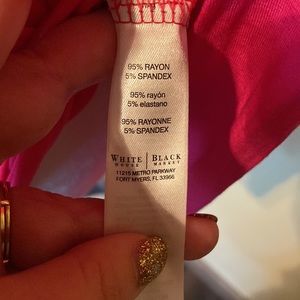 95% RAYON
5% SPANDEX
95% rayón
5% elastano
95% RAYONNE
5% SPANDEX
WHITE HOUSE | BLACK MARKET
11215 METRO PARKWAY
FORT MYERS, FL 33966